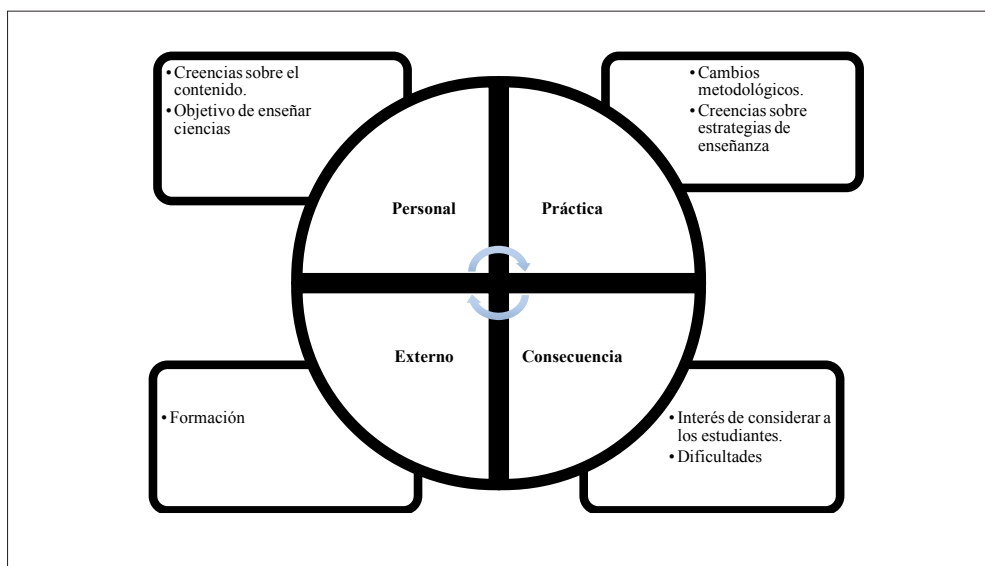 • Creencias sobre el
contenido.
• Objetivo de enseñar
ciencias
• Cambios
metodológicos.
• Creencias sobre
estrategias de
enseñanza
Personal
Práctica
Externo
Consecuencia
• Formación
• Interés de considerar a
los estudiantes.
• Dificultades